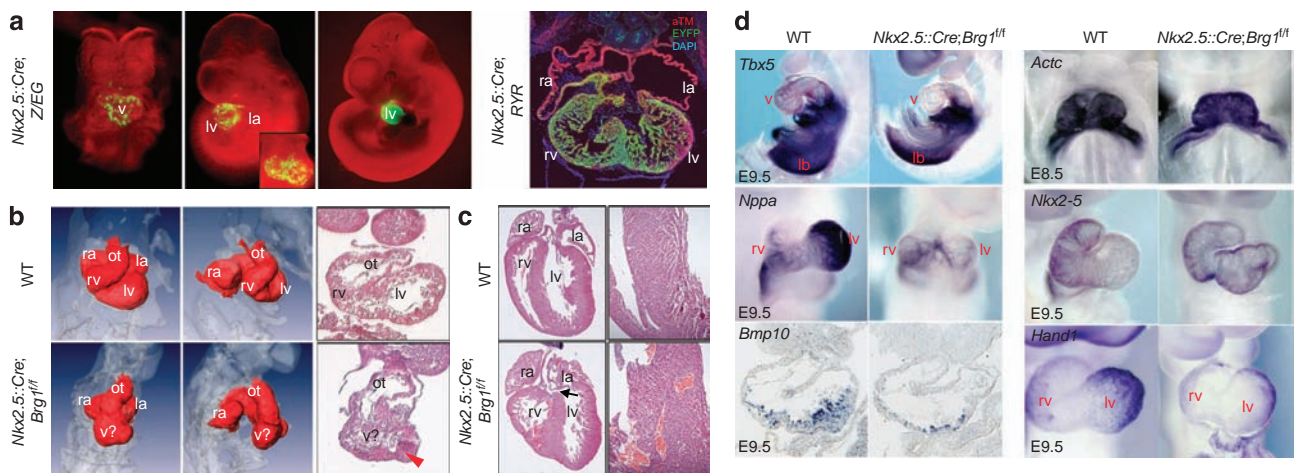 a
Nkx2.5::Cre;
Z/EG
v
lv
la
lv
Nkx2.5::Cre;
RYR
aTM
EYFP
DAPI
ra
la
rv
lv
b
WT
ra
ot
la
rv
lv
ot
ra
rv
lv
ot
rv
lv
Nkx2.5::Cre;
Brg1f/f
ot
ra
la
v?
ot
ra
v?
ot
v?
c
WT
ra
la
rv
lv
Nkx2.5::Cre;
Brg1f/f
ra
la
rv
lv
d
WT
Nkx2.5::Cre;Brg1f/f
Tbx5
v
v
lb
lb
E9.5
Nppa
rv
lv
rv
lv
Bmp10
E9.5
WT
Nkx2.5::Cre;Brg1f/f
Actc
E8.5
Nkx2-5
E9.5
Hand1
rv
lv
rv
lv
E9.5